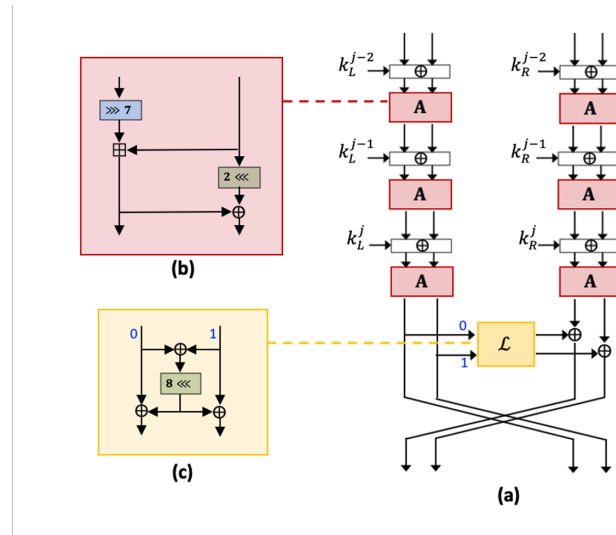 ⋙ 7
⊞
2 ⋘
⊕
(b)
0 1
⊕
8 ⋘
⊕ ⊕
(c)
k_L^{j-2} ⊕ k_R^{j-2} ⊕
A A
k_L^{j-1} ⊕ k_R^{j-1} ⊕
A A
k_L^j ⊕ k_R^j ⊕
A A
0
ℒ ⊕
1 ⊕
(a)